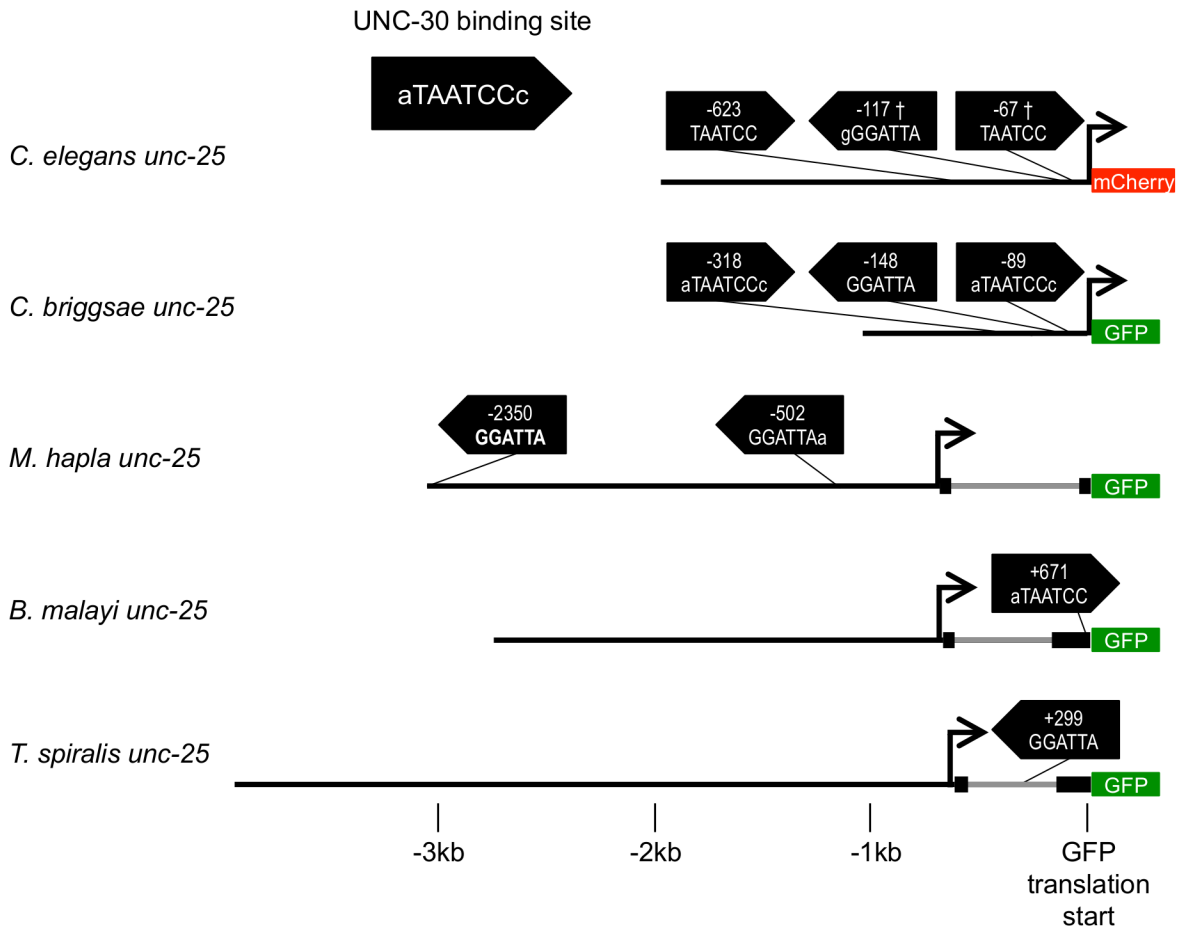 UNC-30 binding site
aTAATCCc
C. elegans unc-25
-623
TAATCC
-117 †
gGGATTA
-67 †
TAATCC
mCherry
C. briggsae unc-25
-318
aTAATCCc
-148
GGATTA
-89
aTAATCCc
GFP
M. hapla unc-25
-2350
GGATTA
-502
GGATTAa
GFP
B. malayi unc-25
+671
aTAATCC
GFP
T. spiralis unc-25
+299
GGATTA
GFP
-3kb
-2kb
-1kb
GFP
translation
start